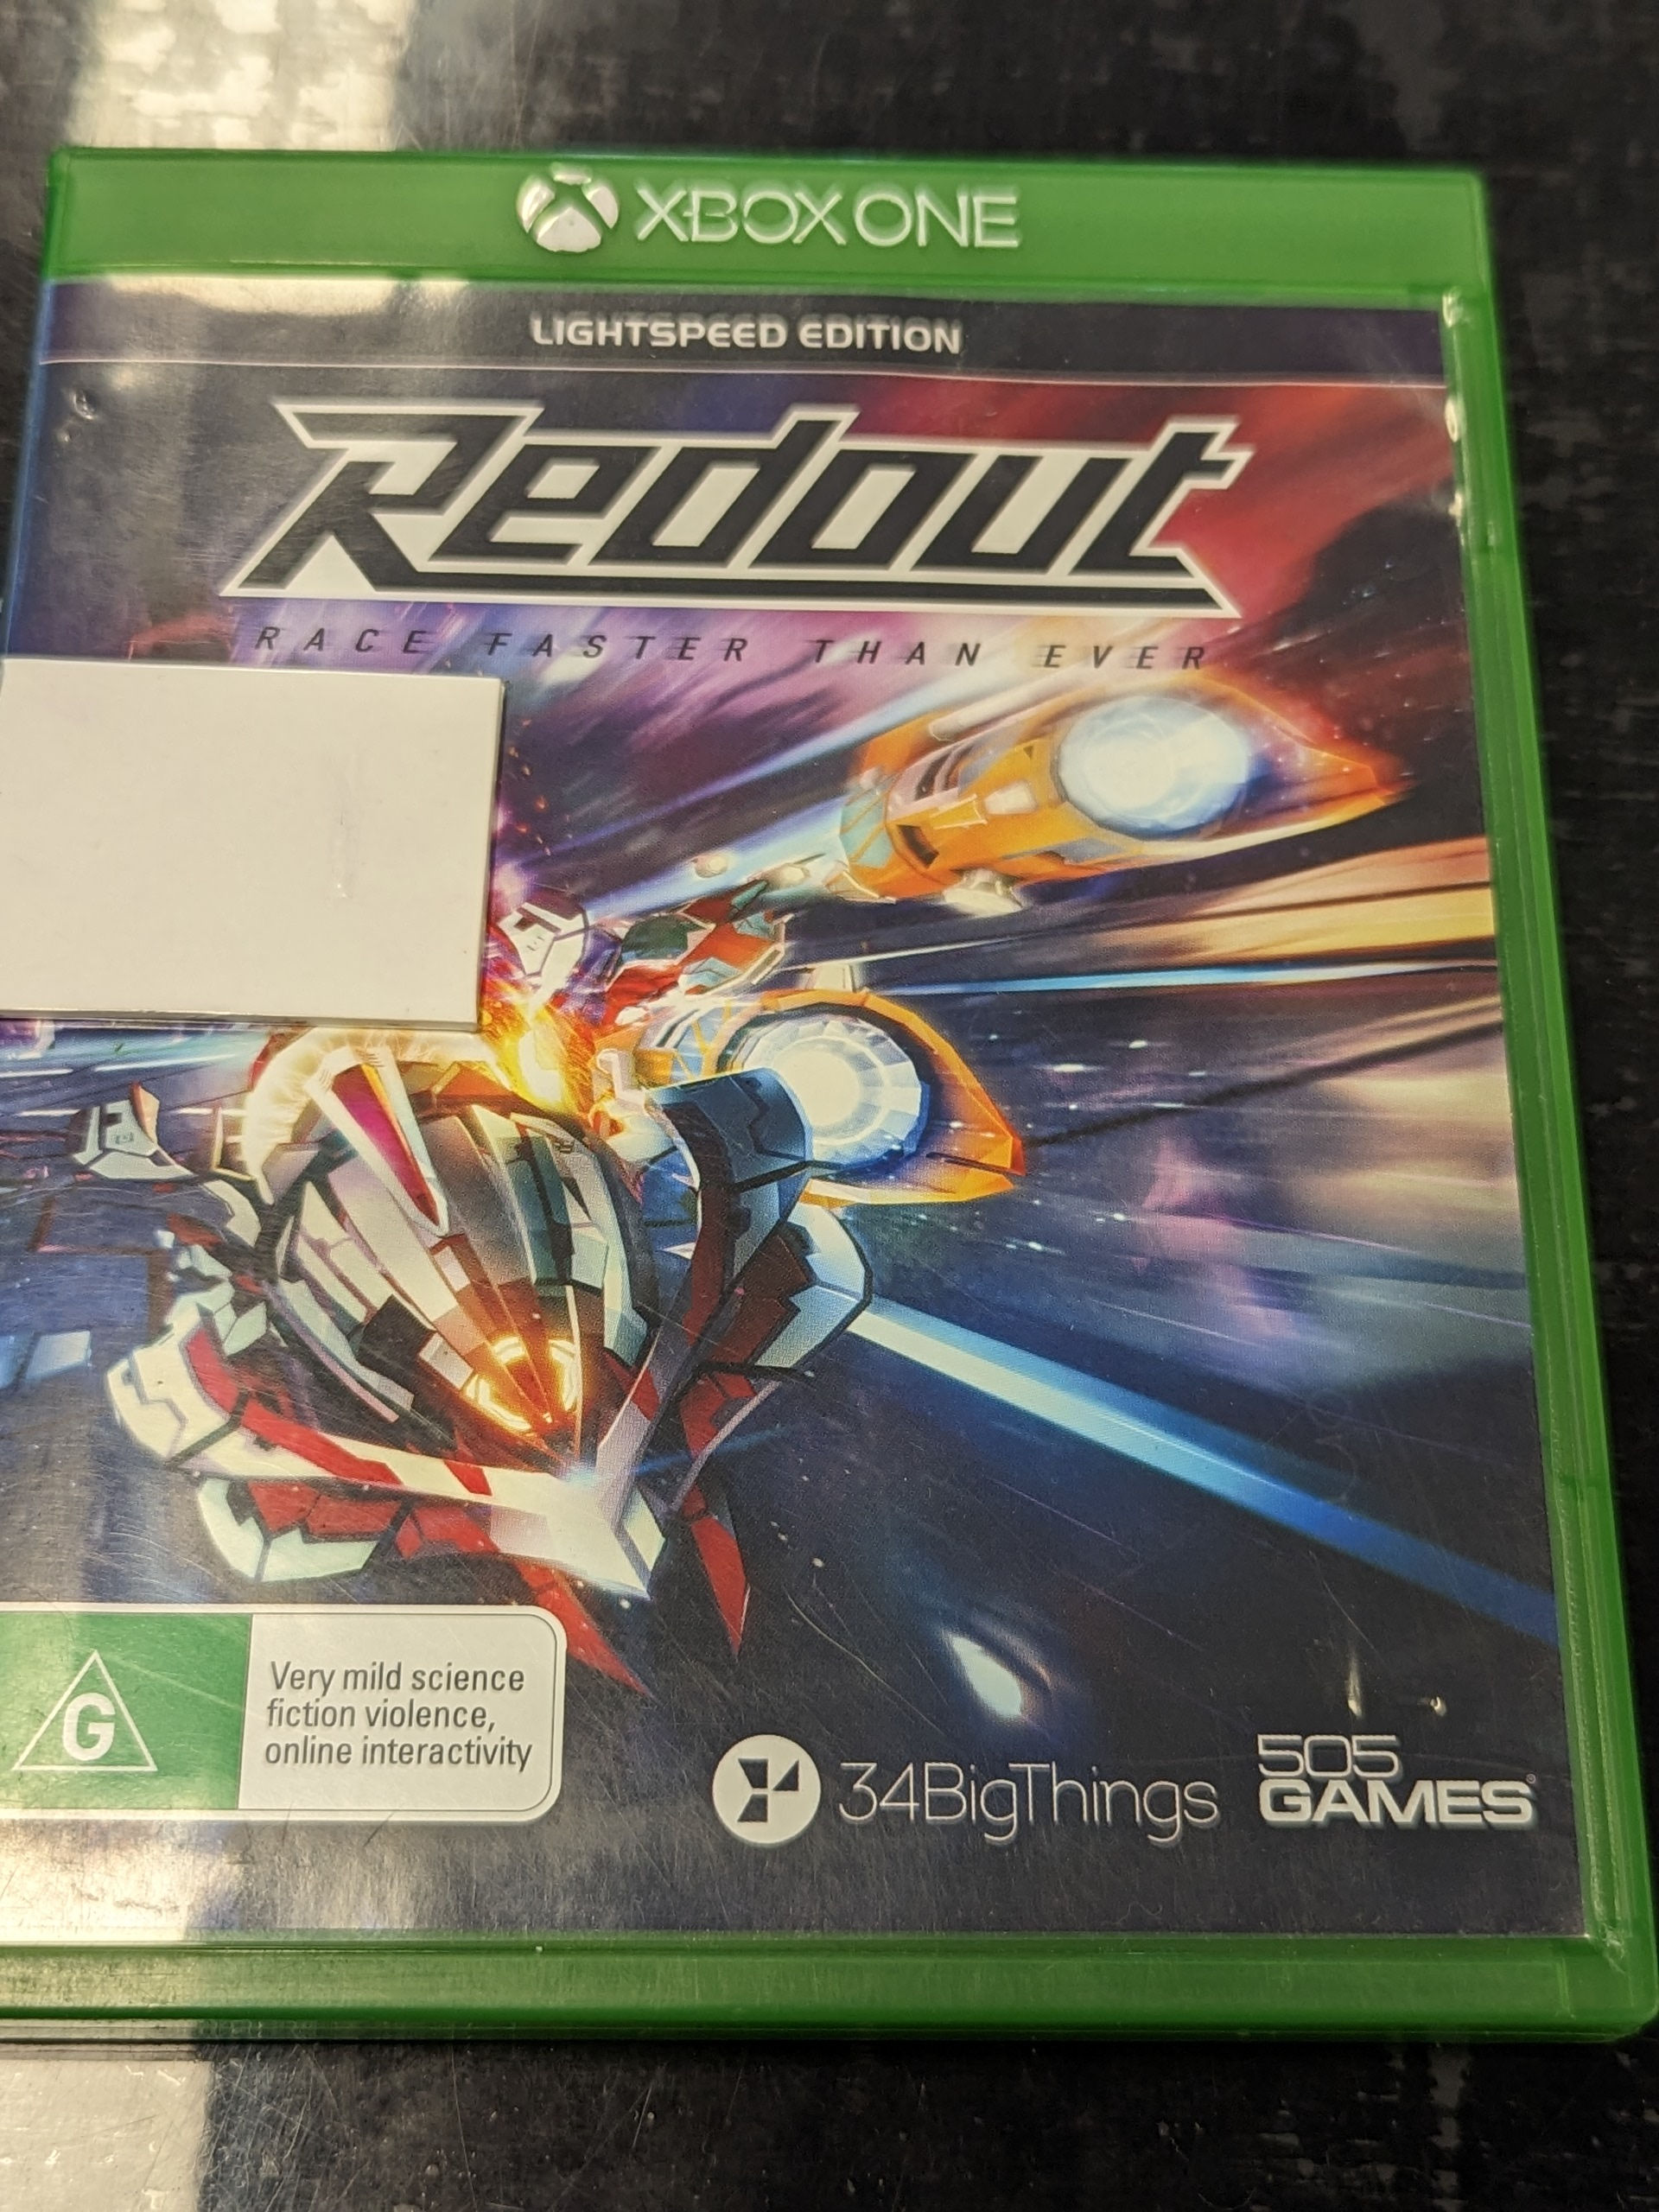 XBOX ONE
LIGHTSPEED EDITION
Redout
RACE FASTER THAN EVER
G
Very mild science
fiction violence,
online interactivity
34BigThings
505
GAMES